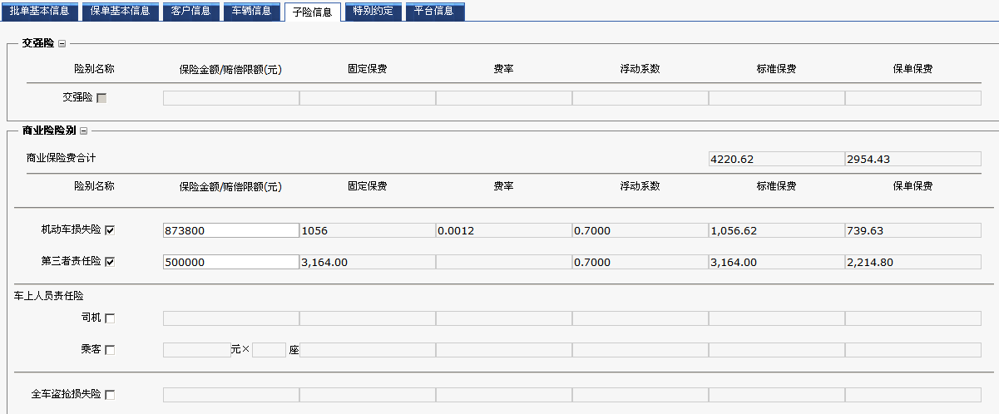 批单基本信息 保单基本信息 客户信息 车辆信息 子险信息 特别约定 平台信息
交强险
险别名称 保险金额/赔偿限额(元) 固定保费 费率 浮动系数 标准保费 保单保费
交强险
商业险险别
商业保险费合计 4220.62 2954.43
险别名称 保险金额/赔偿限额(元) 固定保费 费率 浮动系数 标准保费 保单保费
机动车损失险 873800 1056 0.0012 0.7000 1,056.62 739.63
第三者责任险 500000 3,164.00 0.7000 3,164.00 2,214.80
车上人员责任险
司机
乘客 元× 座
全车盗抢损失险